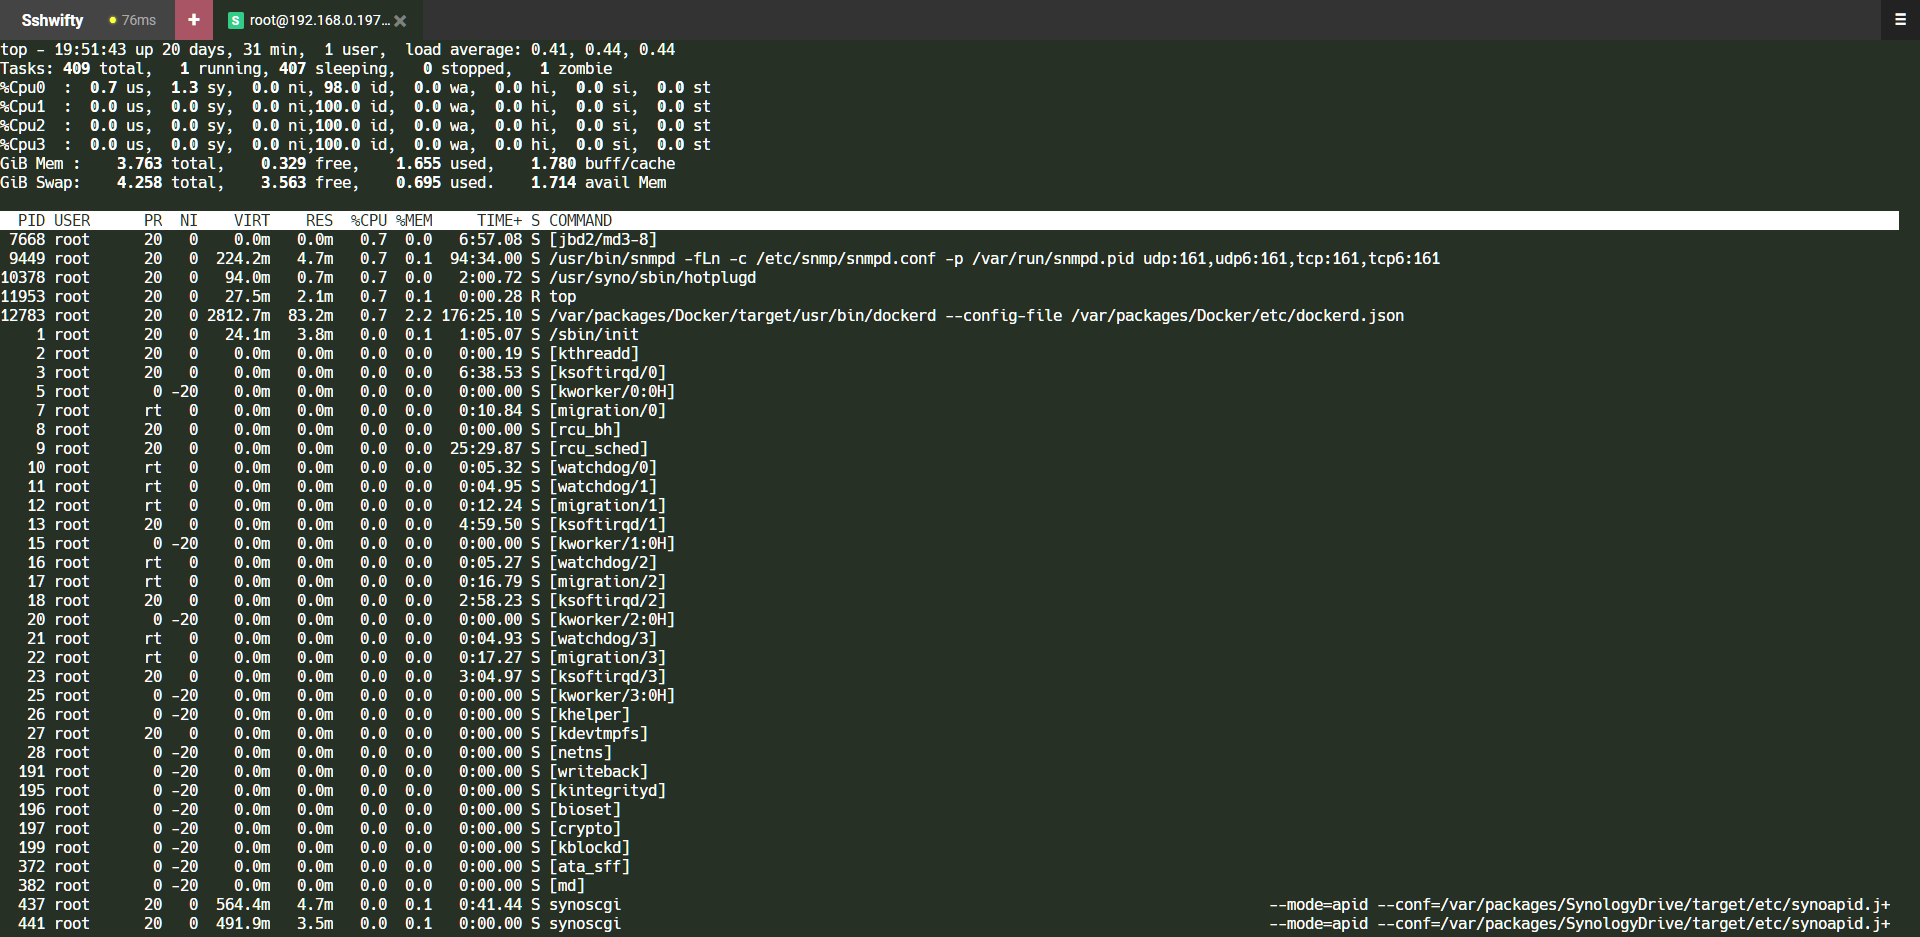 Sshwifty 76ms + S root@192.168.0.197... ×
top - 19:51:43 up 20 days, 31 min,  1 user,  load average: 0.41, 0.44, 0.44
Tasks: 409 total,   1 running, 407 sleeping,   0 stopped,   1 zombie
%Cpu0  :  0.7 us,  1.3 sy,  0.0 ni, 98.0 id,  0.0 wa,  0.0 hi,  0.0 si,  0.0 st
%Cpu1  :  0.0 us,  0.0 sy,  0.0 ni,100.0 id,  0.0 wa,  0.0 hi,  0.0 si,  0.0 st
%Cpu2  :  0.0 us,  0.0 sy,  0.0 ni,100.0 id,  0.0 wa,  0.0 hi,  0.0 si,  0.0 st
%Cpu3  :  0.0 us,  0.0 sy,  0.0 ni,100.0 id,  0.0 wa,  0.0 hi,  0.0 si,  0.0 st
GiB Mem :    3.763 total,    0.329 free,    1.655 used,    1.780 buff/cache
GiB Swap:    4.258 total,    3.563 free,    0.695 used.    1.714 avail Mem
PID USER      PR  NI    VIRT    RES  %CPU %MEM     TIME+ S COMMAND
7668 root      20   0    0.0m   0.0m   0.7  0.0   6:57.08 S [jbd2/md3-8]
9449 root      20   0  224.2m   4.7m   0.7  0.1  94:34.00 S /usr/bin/snmpd -fLn -c /etc/snmp/snmpd.conf -p /var/run/snmpd.pid udp:161,udp6:161,tcp:161,tcp6:161
10378 root      20   0   94.0m   0.7m   0.7  0.0   2:00.72 S /usr/syno/sbin/hotplugd
11953 root      20   0   27.5m   2.1m   0.7  0.1   0:00.28 R top
12783 root      20   0 2812.7m  83.2m   0.7  2.2 176:25.10 S /var/packages/Docker/target/usr/bin/dockerd --config-file /var/packages/Docker/etc/dockerd.json
1 root      20   0   24.1m   3.8m   0.0  0.1   1:05.07 S /sbin/init
2 root      20   0    0.0m   0.0m   0.0  0.0   0:00.19 S [kthreadd]
3 root      20   0    0.0m   0.0m   0.0  0.0   6:38.53 S [ksoftirqd/0]
5 root       0 -20    0.0m   0.0m   0.0  0.0   0:00.00 S [kworker/0:0H]
7 root      rt   0    0.0m   0.0m   0.0  0.0   0:10.84 S [migration/0]
8 root      20   0    0.0m   0.0m   0.0  0.0   0:00.00 S [rcu_bh]
9 root      20   0    0.0m   0.0m   0.0  0.0  25:29.87 S [rcu_sched]
10 root      rt   0    0.0m   0.0m   0.0  0.0   0:05.32 S [watchdog/0]
11 root      rt   0    0.0m   0.0m   0.0  0.0   0:04.95 S [watchdog/1]
12 root      rt   0    0.0m   0.0m   0.0  0.0   0:12.24 S [migration/1]
13 root      20   0    0.0m   0.0m   0.0  0.0   4:59.50 S [ksoftirqd/1]
15 root       0 -20    0.0m   0.0m   0.0  0.0   0:00.00 S [kworker/1:0H]
16 root      rt   0    0.0m   0.0m   0.0  0.0   0:05.27 S [watchdog/2]
17 root      rt   0    0.0m   0.0m   0.0  0.0   0:16.79 S [migration/2]
18 root      20   0    0.0m   0.0m   0.0  0.0   2:58.23 S [ksoftirqd/2]
20 root       0 -20    0.0m   0.0m   0.0  0.0   0:00.00 S [kworker/2:0H]
21 root      rt   0    0.0m   0.0m   0.0  0.0   0:04.93 S [watchdog/3]
22 root      rt   0    0.0m   0.0m   0.0  0.0   0:17.27 S [migration/3]
23 root      20   0    0.0m   0.0m   0.0  0.0   3:04.97 S [ksoftirqd/3]
25 root       0 -20    0.0m   0.0m   0.0  0.0   0:00.00 S [kworker/3:0H]
26 root       0 -20    0.0m   0.0m   0.0  0.0   0:00.00 S [khelper]
27 root      20   0    0.0m   0.0m   0.0  0.0   0:00.00 S [kdevtmpfs]
28 root       0 -20    0.0m   0.0m   0.0  0.0   0:00.00 S [netns]
191 root       0 -20    0.0m   0.0m   0.0  0.0   0:00.00 S [writeback]
195 root       0 -20    0.0m   0.0m   0.0  0.0   0:00.00 S [kintegrityd]
196 root       0 -20    0.0m   0.0m   0.0  0.0   0:00.00 S [bioset]
197 root       0 -20    0.0m   0.0m   0.0  0.0   0:00.00 S [crypto]
199 root       0 -20    0.0m   0.0m   0.0  0.0   0:00.00 S [kblockd]
372 root       0 -20    0.0m   0.0m   0.0  0.0   0:00.00 S [ata_sff]
382 root       0 -20    0.0m   0.0m   0.0  0.0   0:00.00 S [md]
437 root      20   0  564.4m   4.7m   0.0  0.1   0:41.44 S synoscgi --mode=apid --conf=/var/packages/SynologyDrive/target/etc/synoapid.j+
441 root      20   0  491.9m   3.5m   0.0  0.1   0:00.00 S synoscgi --mode=apid --conf=/var/packages/SynologyDrive/target/etc/synoapid.j+